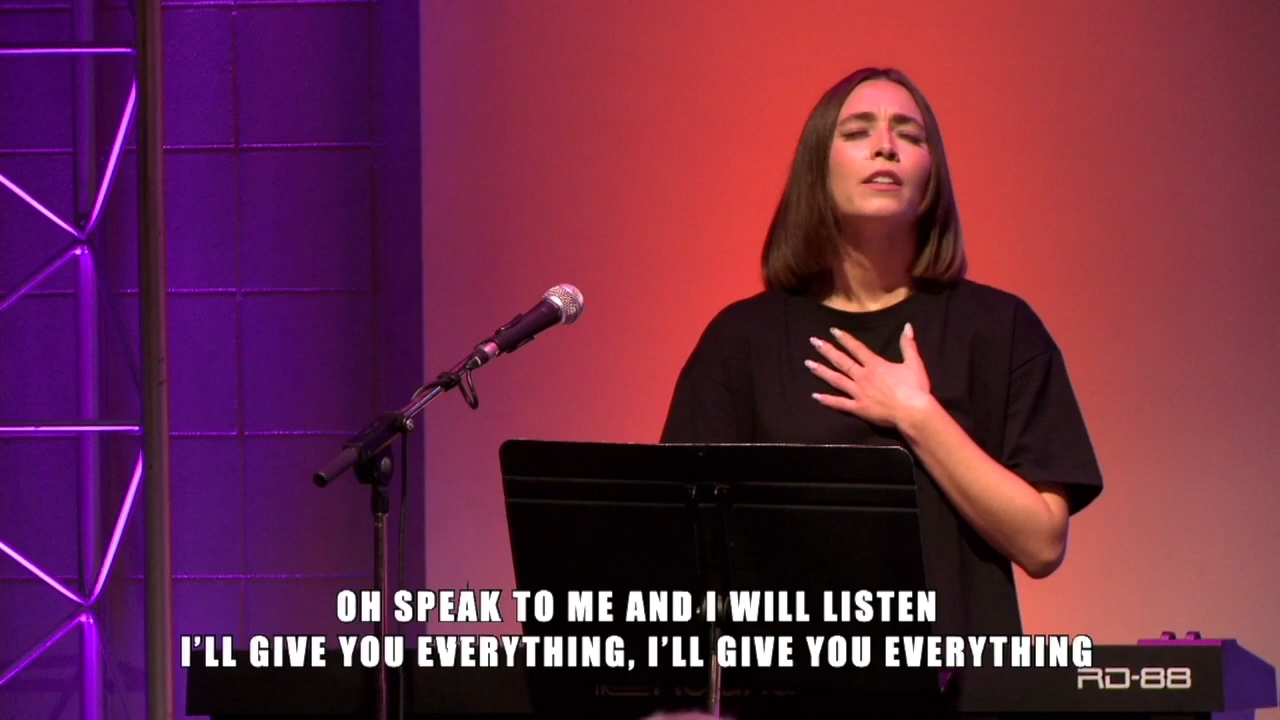 OH SPEAK TO ME AND I WILL LISTEN
I'LL GIVE YOU EVERYTHING, I'LL GIVE YOU EVERYTHING
RD-88